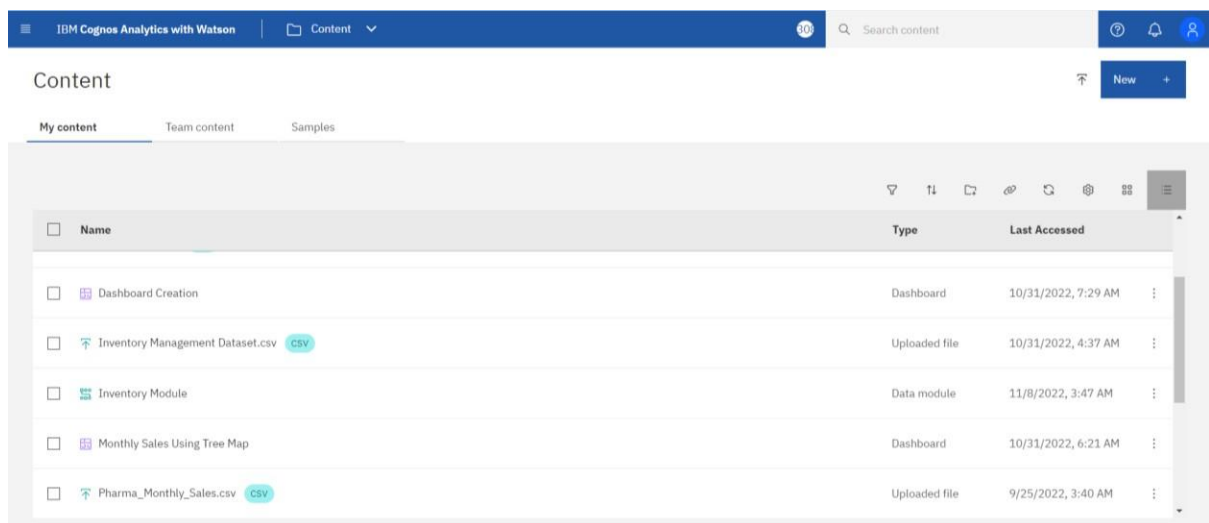 IBM Cognos Analytics with Watson Content Search content
Content New +
My content Team content Samples
Name Type Last Accessed
Dashboard Creation Dashboard 10/31/2022, 7:29 AM
Inventory Management Dataset.csv CSV Uploaded file 10/31/2022, 4:37 AM
Inventory Module Data module 11/8/2022, 3:47 AM
Monthly Sales Using Tree Map Dashboard 10/31/2022, 6:21 AM
Pharma_Monthly_Sales.csv CSV Uploaded file 9/25/2022, 3:40 AM